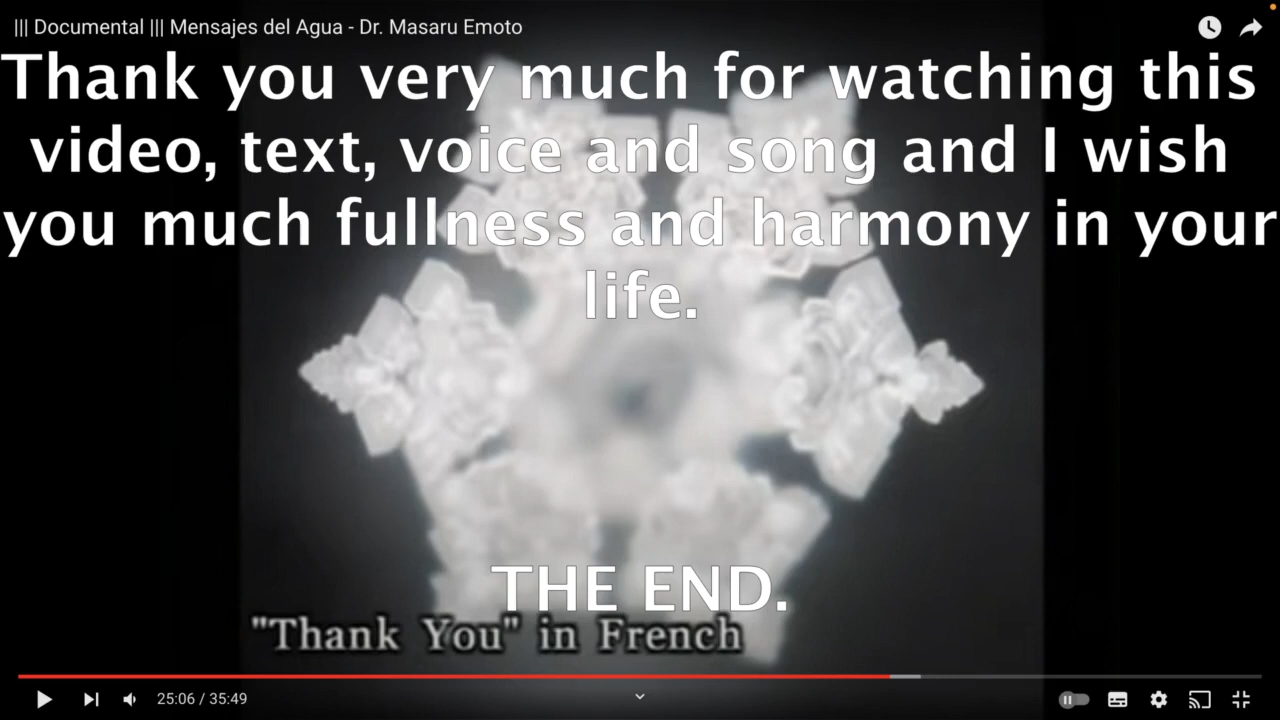 ||| Documental ||| Mensajes del Agua - Dr. Masaru Emoto
Thank you very much for watching this
video, text, voice and song and I wish
you much fullness and harmony in your
life.
THE END.
"Thank You" in French
25:06 / 35:49